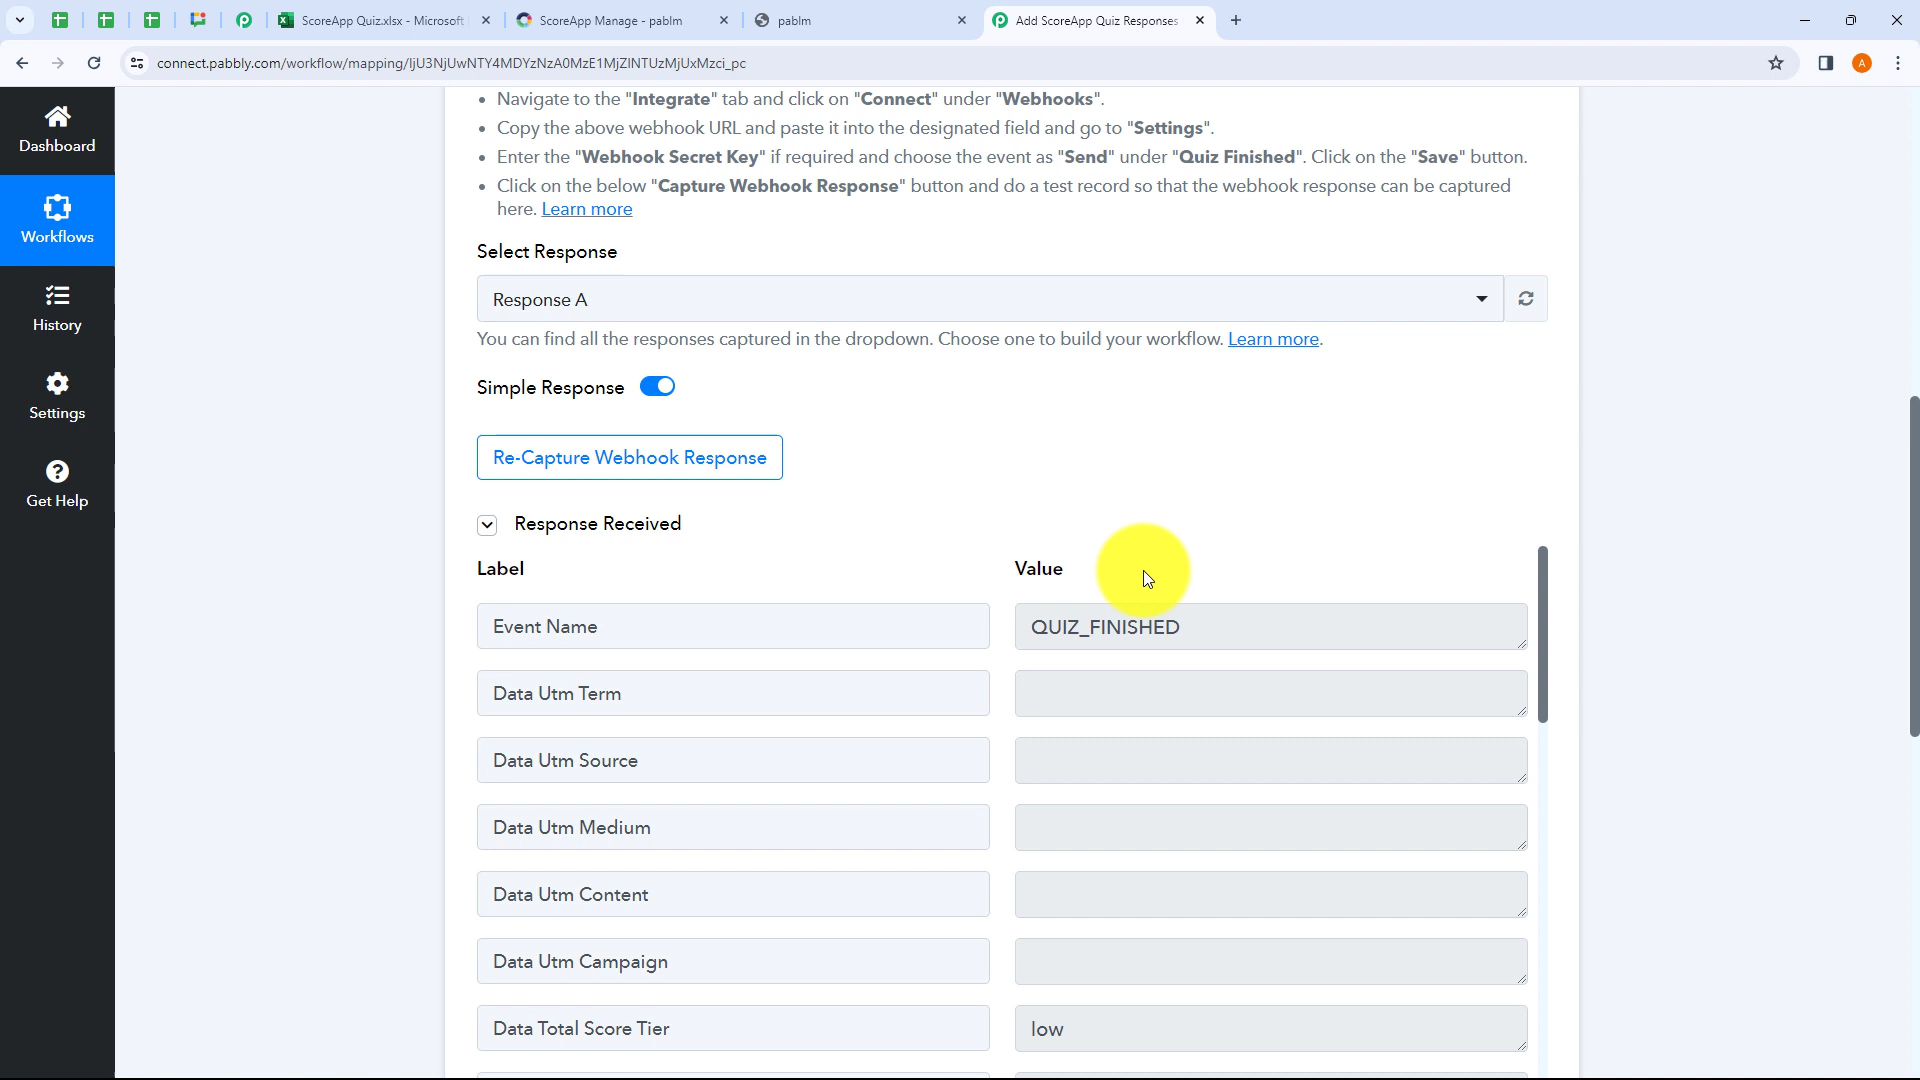 ScoreApp Quiz.xlsx - Microsoft
ScoreApp Manage - pablm
pablm
Add ScoreApp Quiz Responses
connect.pabbly.com/workflow/mapping/
A
Dashboard
Workflows
History
Settings
Get Help
• Navigate to the "Integrate" tab and click on "Connect" under "Webhooks".
• Copy the above webhook URL and paste it into the designated field and go to "Settings".
• Enter the "Webhook Secret Key" if required and choose the event as "Send" under "Quiz Finished". Click on the "Save" button.
• Click on the below "Capture Webhook Response" button and do a test record so that the webhook response can be captured
here. Learn more
Select Response
Response A
You can find all the responses captured in the dropdown. Choose one to build your workflow. Learn more.
Simple Response
Re-Capture Webhook Response
Response Received
Label Value
Event Name QUIZ_FINISHED
Data Utm Term
Data Utm Source
Data Utm Medium
Data Utm Content
Data Utm Campaign
Data Total Score Tier low